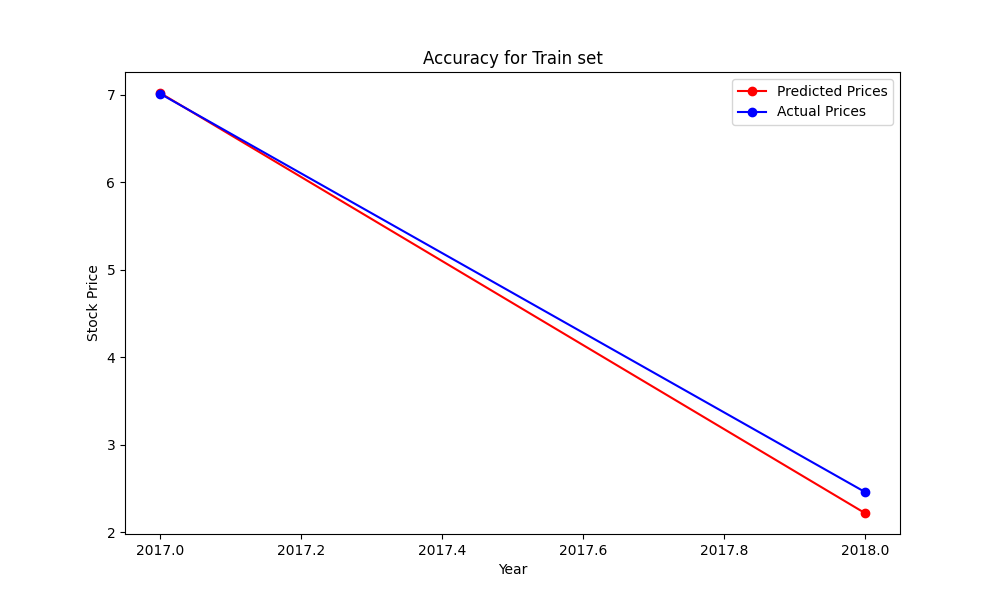 Accuracy for Train set
Predicted Prices
Actual Prices
7
6
5
4
3
2
Stock Price
2017.0 2017.2 2017.4 2017.6 2017.8 2018.0
Year